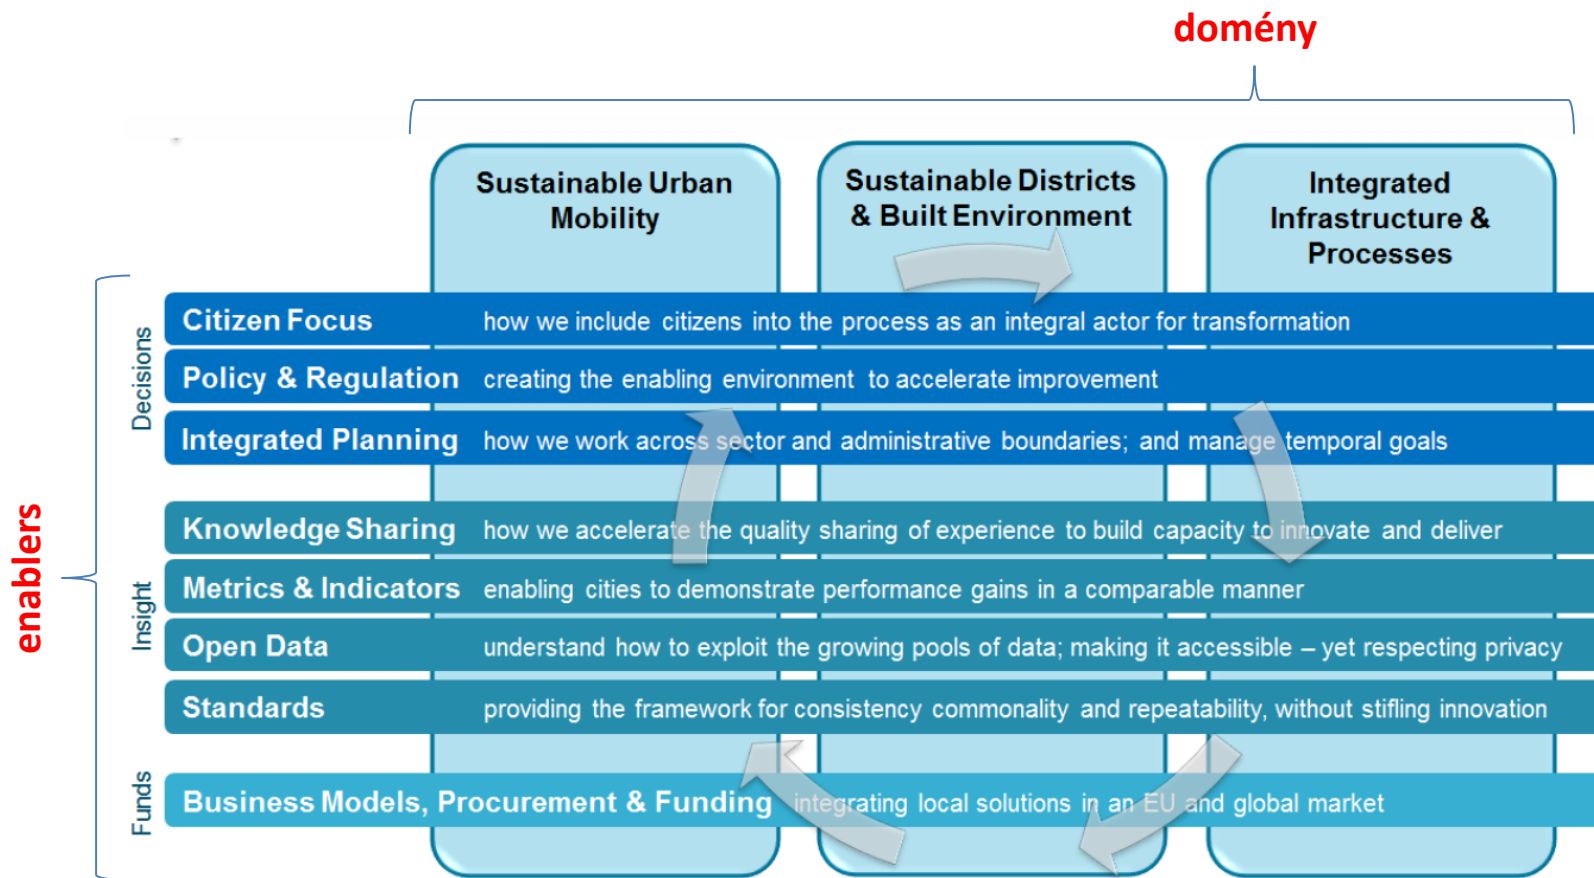 domény
Sustainable Urban
Mobility
Sustainable Districts
& Built Environment
Integrated
Infrastructure &
Processes
enablers
Decisions
Citizen Focus how we include citizens into the process as an integral actor for transformation
Policy & Regulation creating the enabling environment to accelerate improvement
Integrated Planning how we work across sector and administrative boundaries; and manage temporal goals
Insight
Knowledge Sharing how we accelerate the quality sharing of experience to build capacity to innovate and deliver
Metrics & Indicators enabling cities to demonstrate performance gains in a comparable manner
Open Data understand how to exploit the growing pools of data; making it accessible – yet respecting privacy
Standards providing the framework for consistency commonality and repeatability, without stifling innovation
Funds
Business Models, Procurement & Funding integrating local solutions in an EU and global market